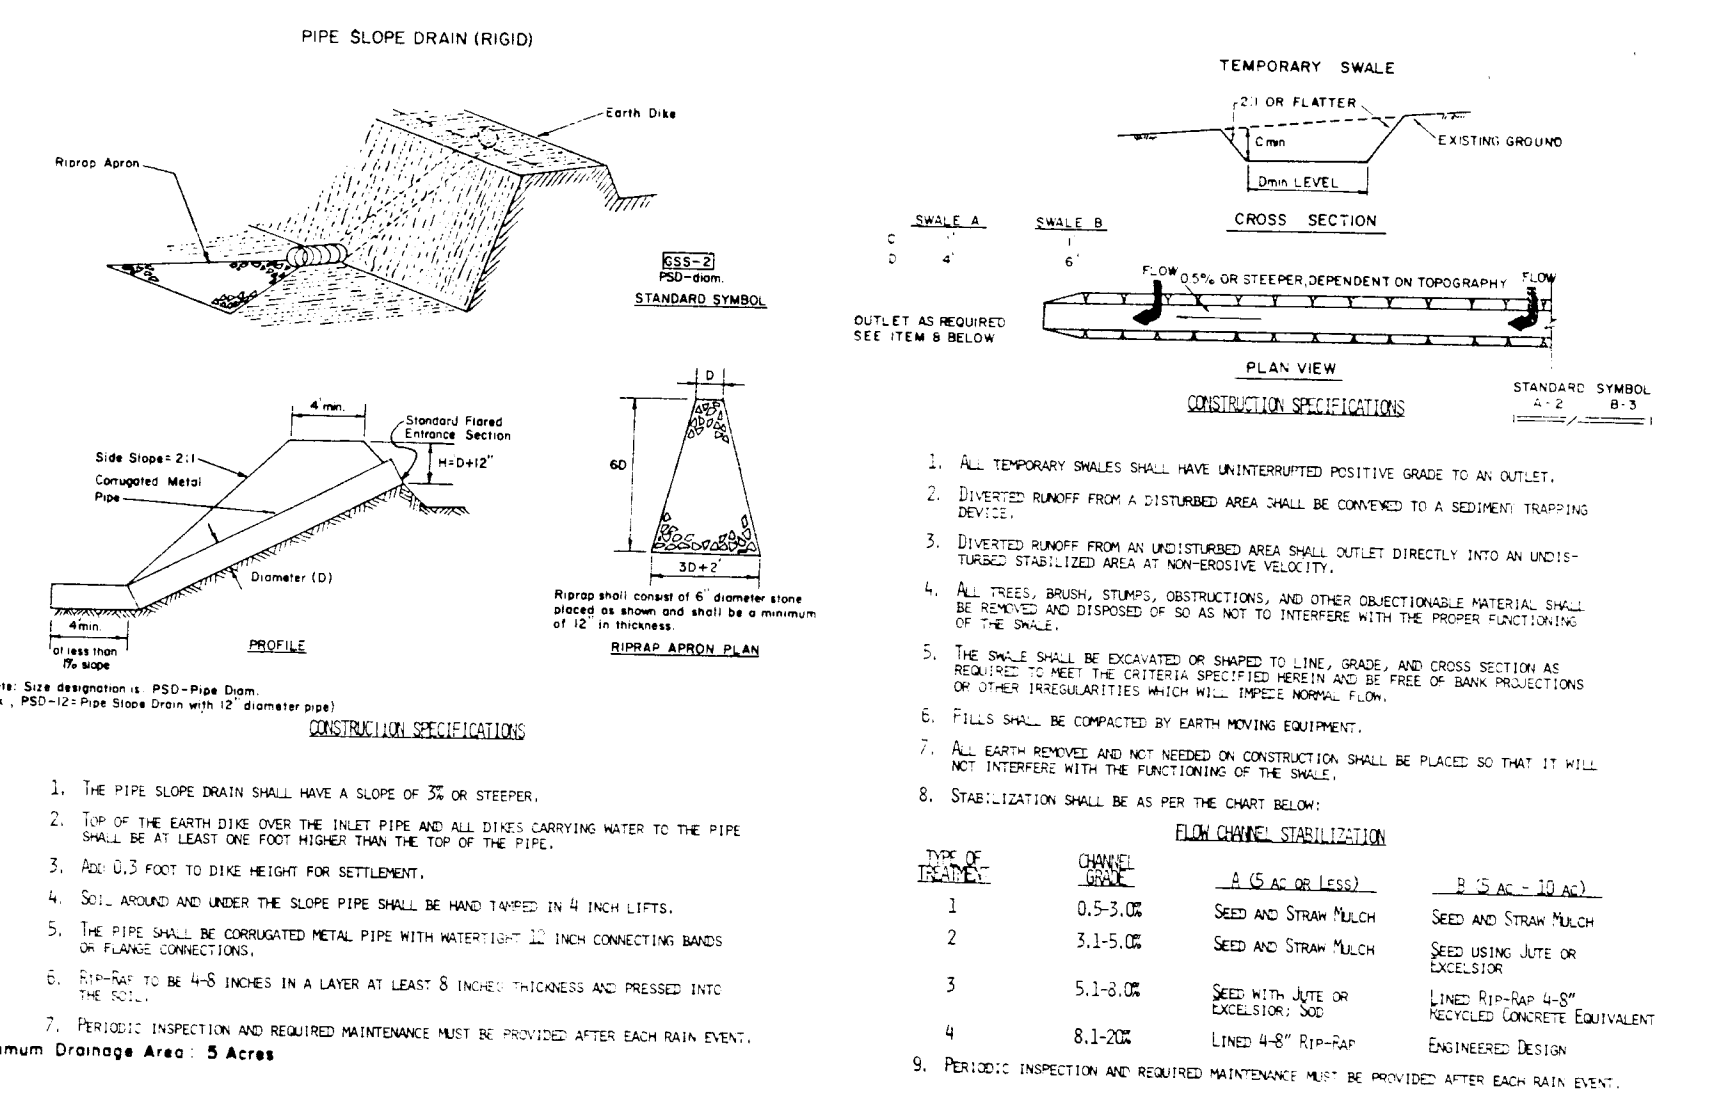 PIPE SLOPE DRAIN (RIGID)
Earth Dike
Riprap Apron
GSS-2
PSD-diam.
STANDARD SYMBOL
4' min.
Standard Flared
Entrance Section
H=D+12"
Side Slope=2:1
Corrugated Metal
Pipe
Diameter (D)
4' min.
at less than
1% slope
PROFILE
D
6D
3D+2'
Riprap shall consist of 6" diameter stone
placed as shown and shall be a minimum
of 12" in thickness.
RIPRAP APRON PLAN
Size designation is: PSD-Pipe Diam.
PSD-12=Pipe Slope Drain with 12" diameter pipe)
CONSTRUCTION SPECIFICATIONS
1. THE PIPE SLOPE DRAIN SHALL HAVE A SLOPE OF 3% OR STEEPER.
2. TOP OF THE EARTH DIKE OVER THE INLET PIPE AND ALL DIKES CARRYING WATER TO THE PIPE
SHALL BE AT LEAST ONE FOOT HIGHER THAN THE TOP OF THE PIPE.
3. ADD 0.3 FOOT TO DIKE HEIGHT FOR SETTLEMENT.
4. SOIL AROUND AND UNDER THE SLOPE PIPE SHALL BE HAND TAMPED IN 4 INCH LIFTS.
5. THE PIPE SHALL BE CORRUGATED METAL PIPE WITH WATERTIGHT 12 INCH CONNECTING BANDS
OR FLANGE CONNECTIONS.
6. RIP-RAP TO BE 4-8 INCHES IN A LAYER AT LEAST 8 INCHES THICKNESS AND PRESSED INTO
THE SOIL.
7. PERIODIC INSPECTION AND REQUIRED MAINTENANCE MUST BE PROVIDED AFTER EACH RAIN EVENT.
Drainage Area: 5 Acres
TEMPORARY SWALE
2:1 OR FLATTER
C min
EXISTING GROUND
D min LEVEL
CROSS SECTION
SWALE A SWALE B
C 1
D 4' 6'
FLOW 0.5% OR STEEPER, DEPENDENT ON TOPOGRAPHY FLOW
OUTLET AS REQUIRED
SEE ITEM 8 BELOW
PLAN VIEW
STANDARD SYMBOL
A-2 B-3
CONSTRUCTION SPECIFICATIONS
1. ALL TEMPORARY SWALES SHALL HAVE UNINTERRUPTED POSITIVE GRADE TO AN OUTLET.
2. DIVERTED RUNOFF FROM A DISTURBED AREA SHALL BE CONVEYED TO A SEDIMENT TRAPPING
DEVICE.
3. DIVERTED RUNOFF FROM AN UNDISTURBED AREA SHALL OUTLET DIRECTLY INTO AN UNDIS-
TURBED STABILIZED AREA AT NON-EROSIVE VELOCITY.
4. ALL TREES, BRUSH, STUMPS, OBSTRUCTIONS, AND OTHER OBJECTIONABLE MATERIAL SHALL
BE REMOVED AND DISPOSED OF SO AS NOT TO INTERFERE WITH THE PROPER FUNCTIONING
OF THE SWALE.
5. THE SWALE SHALL BE EXCAVATED OR SHAPED TO LINE, GRADE, AND CROSS SECTION AS
REQUIRED TO MEET THE CRITERIA SPECIFIED HEREIN AND BE FREE OF BANK PROJECTIONS
OR OTHER IRREGULARITIES WHICH WILL IMPEDE NORMAL FLOW.
6. FILLS SHALL BE COMPACTED BY EARTH MOVING EQUIPMENT.
7. ALL EARTH REMOVED AND NOT NEEDED ON CONSTRUCTION SHALL BE PLACED SO THAT IT WILL
NOT INTERFERE WITH THE FUNCTIONING OF THE SWALE.
8. STABILIZATION SHALL BE AS PER THE CHART BELOW:
FLOW CHANNEL STABILIZATION
TYPE OF TREATMENT CHANNEL GRADE A (5 AC OR LESS) B (5 AC - 10 AC)
1 0.5-3.0% SEED AND STRAW MULCH SEED AND STRAW MULCH
2 3.1-5.0% SEED AND STRAW MULCH SEED USING JUTE OR EXCELSIOR
3 5.1-8.0% SEED WITH JUTE OR EXCELSIOR; SOD LINED RIP-RAP 4-8" RECYCLED CONCRETE EQUIVALENT
4 8.1-20% LINED 4-8" RIP-RAP ENGINEERED DESIGN
9. PERIODIC INSPECTION AND REQUIRED MAINTENANCE MUST BE PROVIDED AFTER EACH RAIN EVENT.